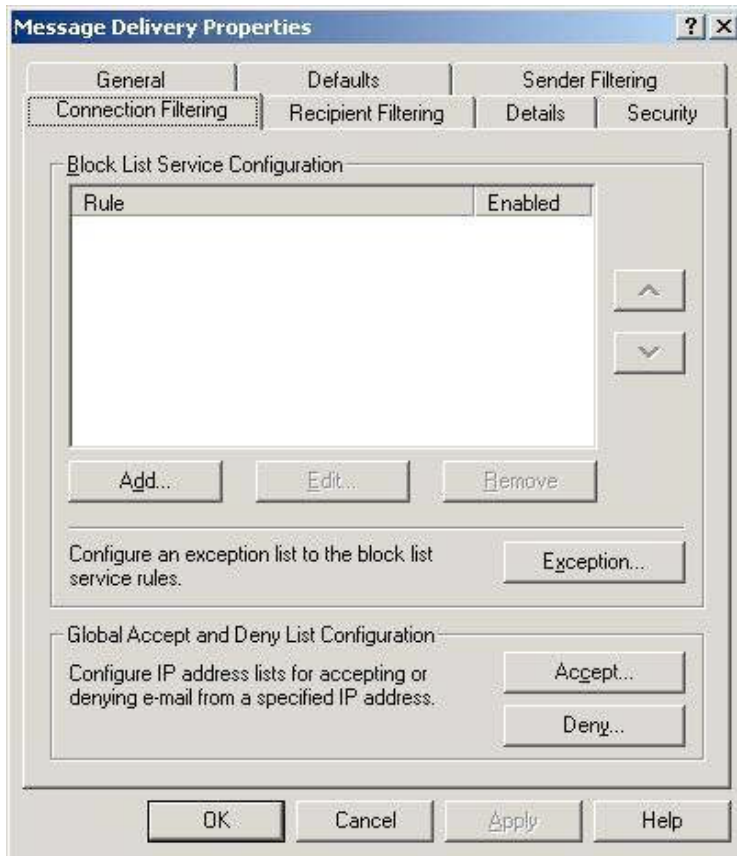 Message Delivery Properties
General Defaults Sender Filtering
Connection Filtering Recipient Filtering Details Security
Block List Service Configuration
Rule Enabled
Add... Edit... Remove
Configure an exception list to the block list
service rules.
Exception...
Global Accept and Deny List Configuration
Configure IP address lists for accepting or
denying e-mail from a specified IP address.
Accept...
Deny...
OK Cancel Apply Help